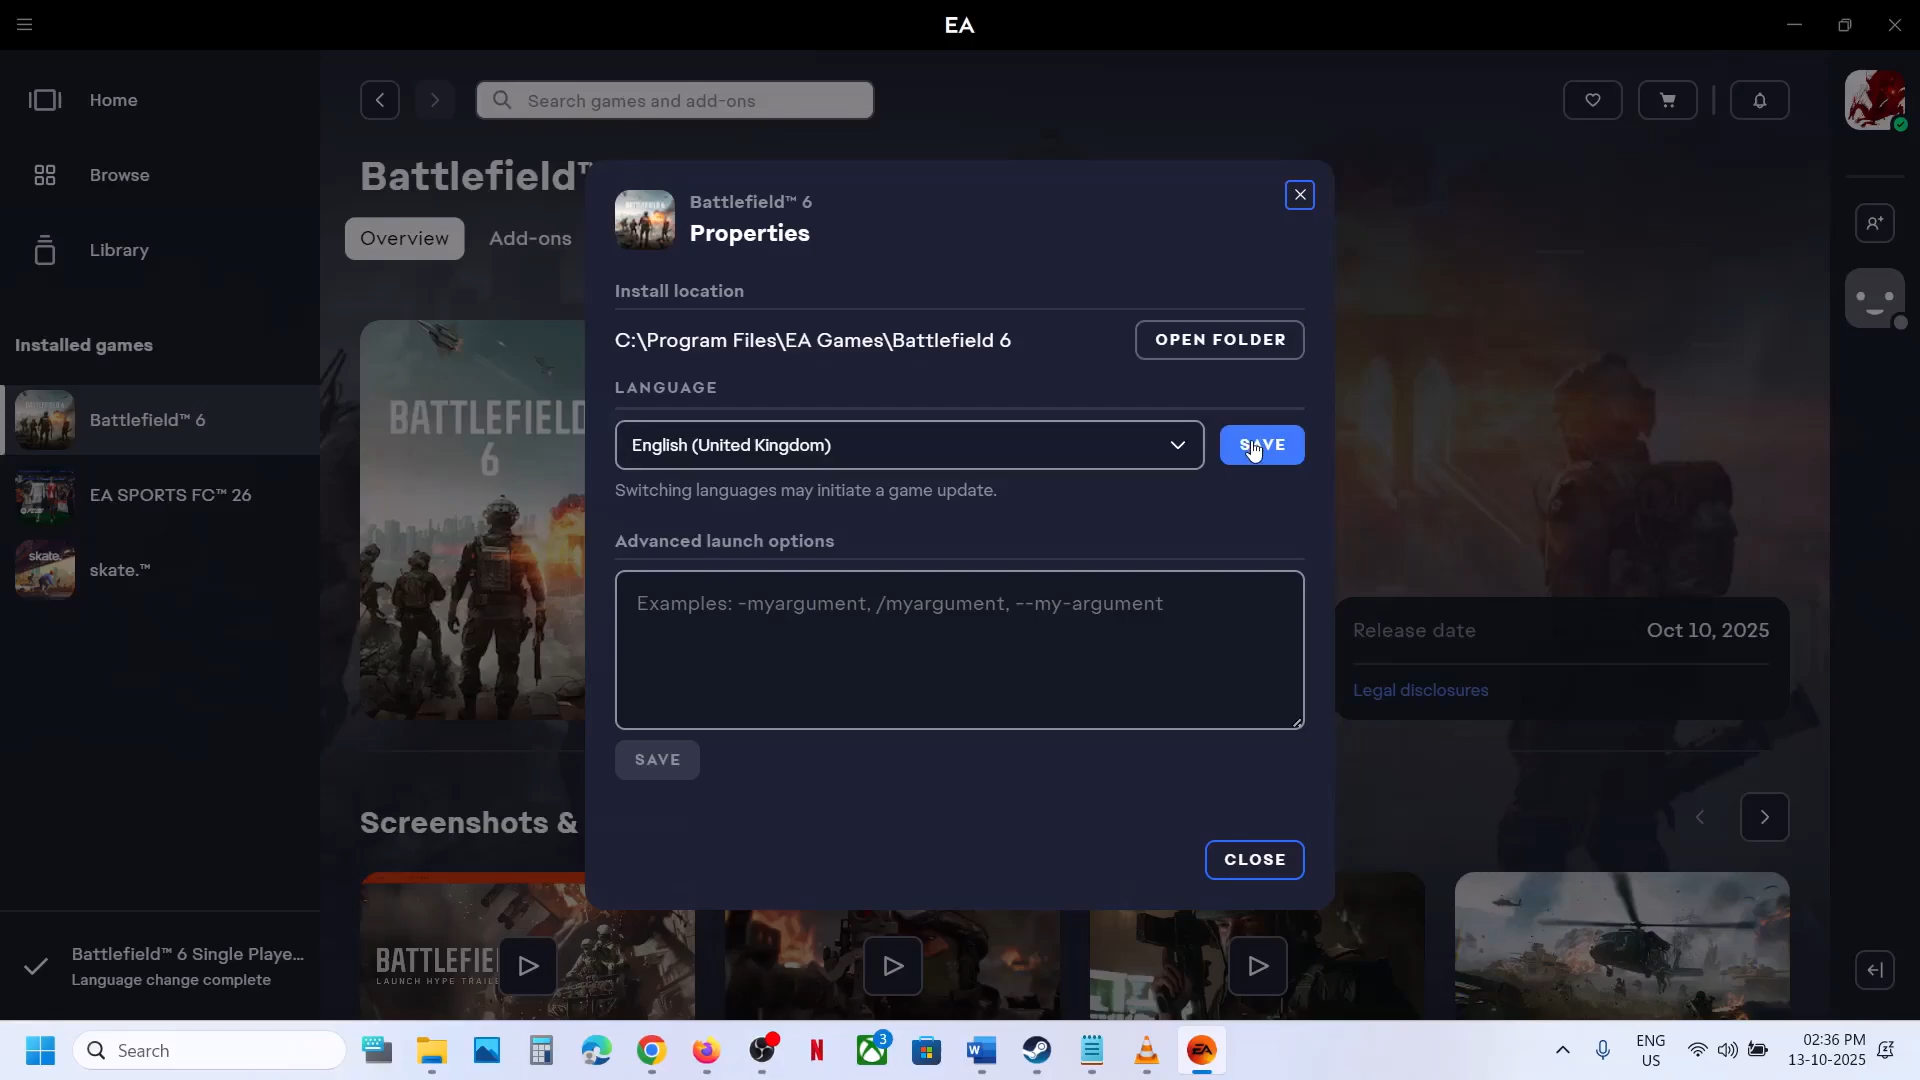 EA
Home
Search games and add-ons
Browse
Battlefield™
Battlefield™ 6
Properties
Overview
Add-ons
Library
Install location
C:\Program Files\EA Games\Battlefield 6
OPEN FOLDER
Installed games
LANGUAGE
BATTLEFIELD
6
Battlefield™ 6
English (United Kingdom)
SAVE
Switching languages may initiate a game update.
EA SPORTS FC™ 26
Advanced launch options
skate.
skate.™
Examples: -myargument, /myargument, --my-argument
Release date
Oct 10, 2025
Legal disclosures
SAVE
Screenshots &
CLOSE
Battlefield™ 6 Single Playe...
Language change complete
BATTLEFIE
LAUNCH HYPE TRAILE
Search
3
ENG
US
02:36 PM
13-10-2025